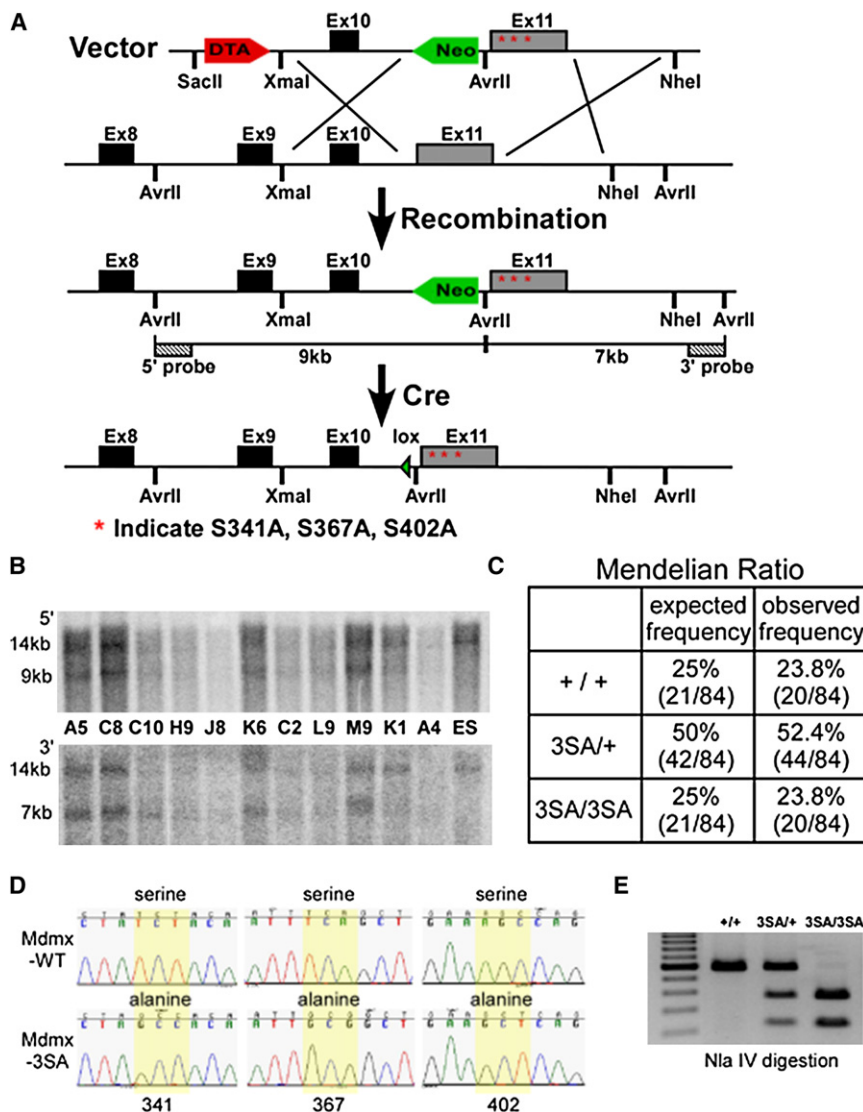 A
Vector
DTA
Ex10
Neo
Ex11
* * *
SacII XmaI AvrII NheI
Ex8 Ex9 Ex10 Ex11
AvrII XmaI NheI AvrII
Recombination
Ex8 Ex9 Ex10 Neo Ex11
* * *
AvrII XmaI AvrII NheI AvrII
5' probe 9kb 7kb 3' probe
Cre
Ex8 Ex9 Ex10 lox Ex11
* * *
AvrII XmaI AvrII NheI AvrII
* Indicate S341A, S367A, S402A
B
5'
14kb
9kb
A5 C8 C10 H9 J8 K6 C2 L9 M9 K1 A4 ES
3'
14kb
7kb
C
Mendelian Ratio
expected frequency observed frequency
+ / + 25% (21/84) 23.8% (20/84)
3SA/+ 50% (42/84) 52.4% (44/84)
3SA/3SA 25% (21/84) 23.8% (20/84)
D
serine serine serine
C T A T C T A C A A T T T C A G C T G A A A G C C A G
Mdmx
-WT
alanine alanine alanine
C T A G C C A C A A T T G C G G C T G A A G C T C A G
Mdmx
-3SA
341 367 402
E
+/+ 3SA/+ 3SA/3SA
Nla IV digestion